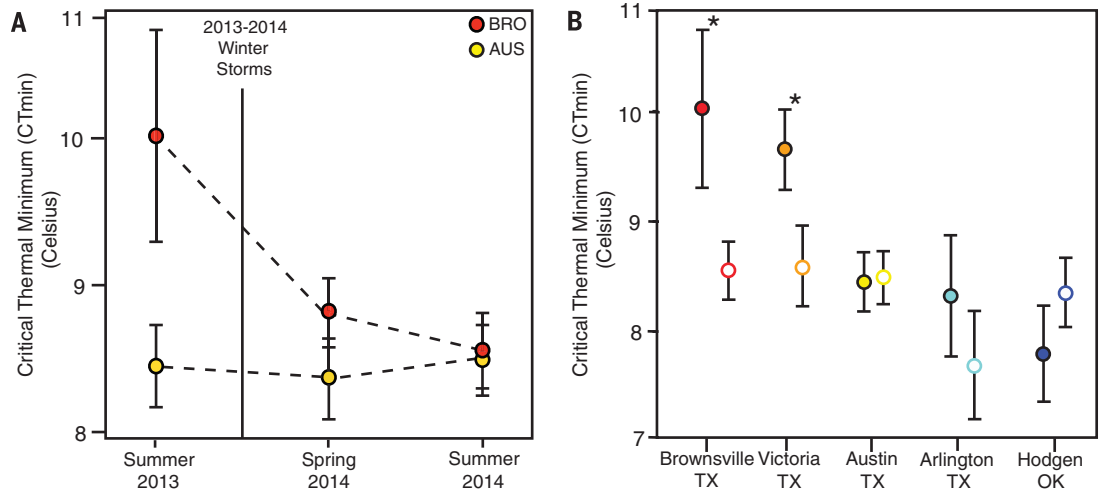 A
Critical Thermal Minimum (CTmin)
(Celsius)
11
10
9
8
2013-2014
Winter
Storms
BRO
AUS
Summer
2013
Spring
2014
Summer
2014
B
Critical Thermal Minimum (CTmin)
(Celsius)
11
10
9
8
7
*
*
Brownsville
TX
Victoria
TX
Austin
TX
Arlington
TX
Hodgen
OK